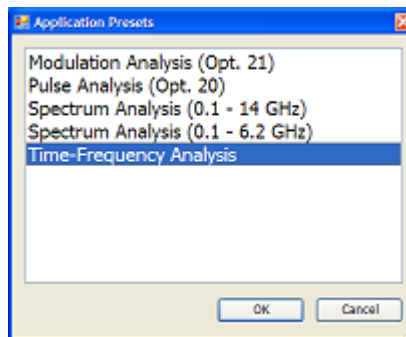 Application Presets
Modulation Analysis (Opt. 21)
Pulse Analysis (Opt. 20)
Spectrum Analysis (0.1 - 14 GHz)
Spectrum Analysis (0.1 - 6.2 GHz)
Time-Frequency Analysis
OK
Cancel